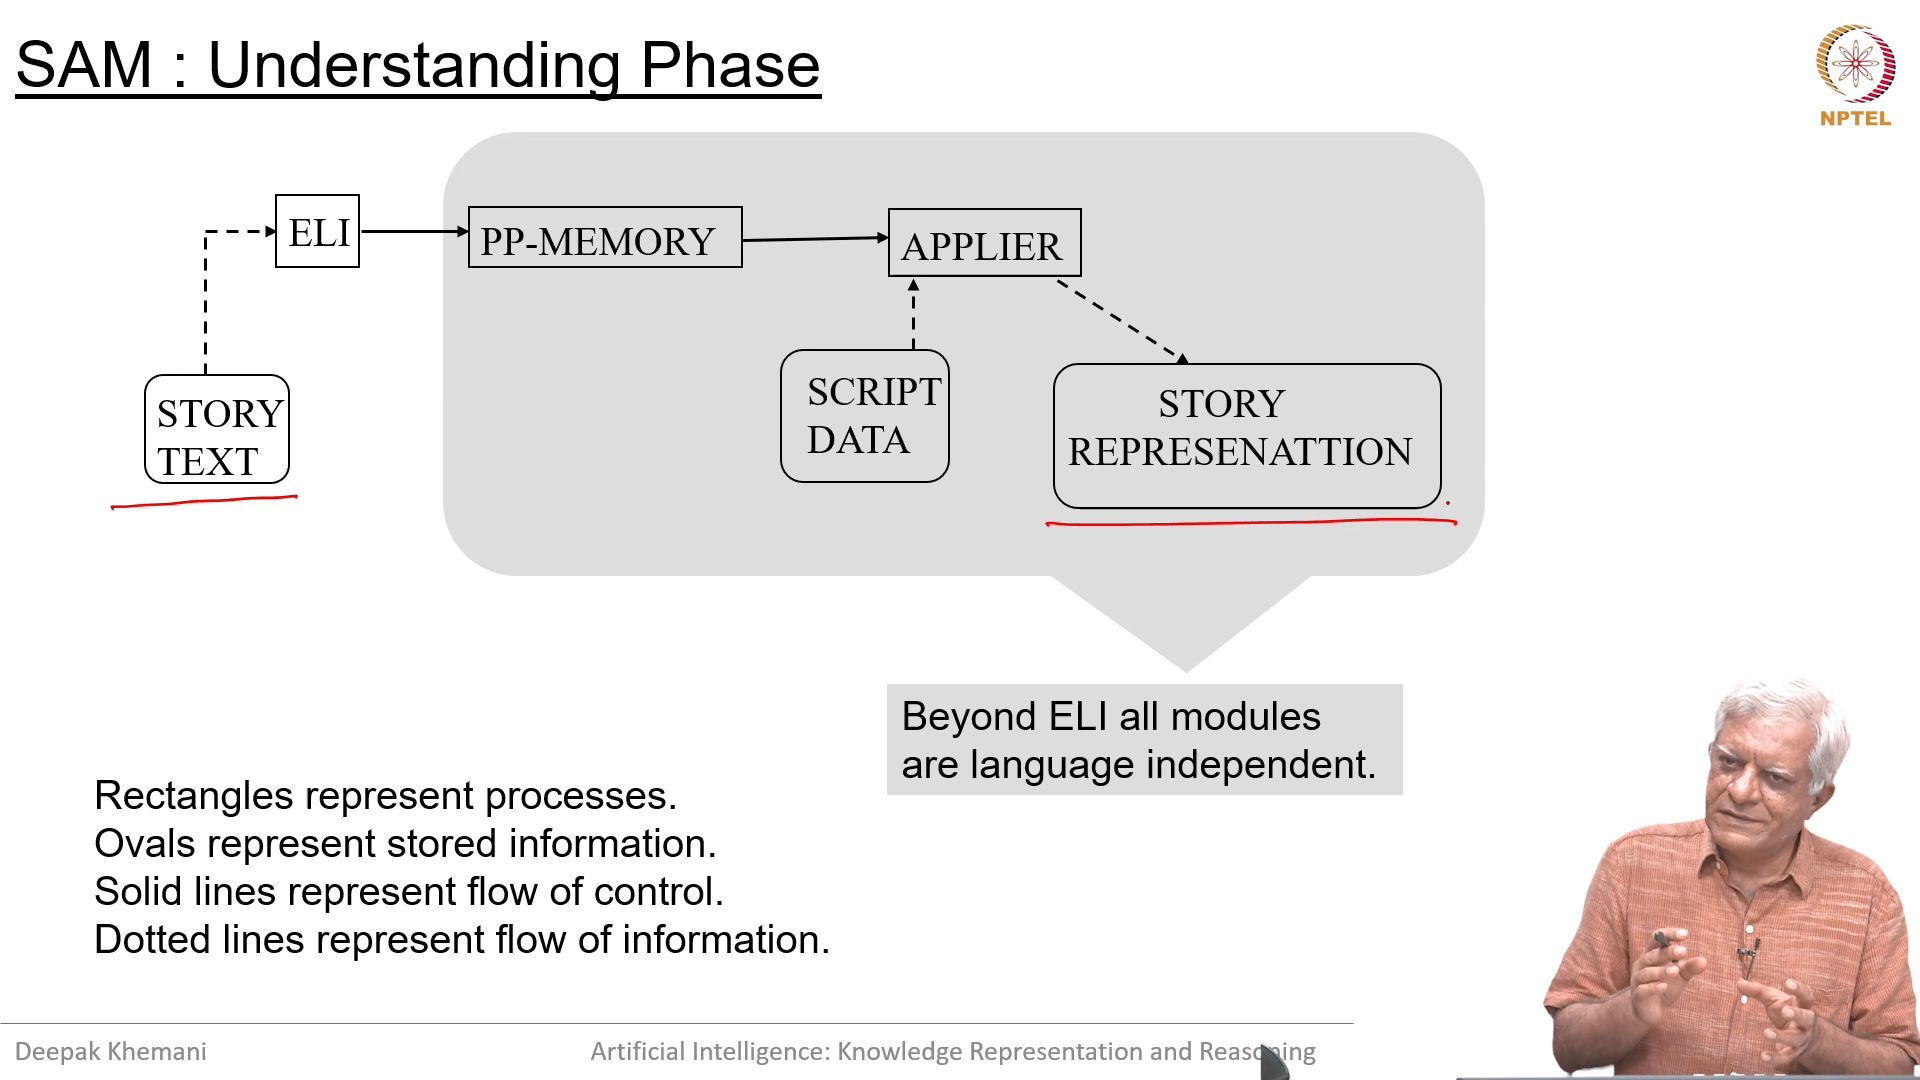 SAM : Understanding Phase
NPTEL
ELI
PP-MEMORY
APPLIER
STORY
TEXT
SCRIPT
DATA
STORY
REPRESENATTION
Beyond ELI all modules
are language independent.
Rectangles represent processes.
Ovals represent stored information.
Solid lines represent flow of control.
Dotted lines represent flow of information.
Deepak Khemani
Artificial Intelligence: Knowledge Representation and Reasoning